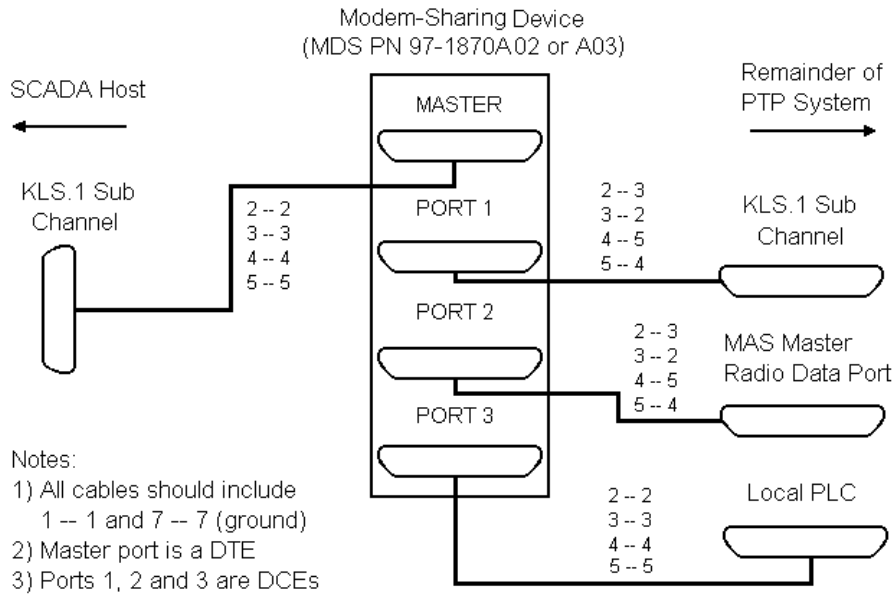 Modem-Sharing Device
(MDS PN 97-1870A02 or A03)
SCADA Host
Remainder of
PTP System
MASTER
KLS.1 Sub
Channel
2 -- 2
3 -- 3
4 -- 4
5 -- 5
PORT 1
2 -- 3
3 -- 2
4 -- 5
5 -- 4
KLS.1 Sub
Channel
PORT 2
2 -- 3
3 -- 2
4 -- 5
5 -- 4
MAS Master
Radio Data Port
PORT 3
2 -- 2
3 -- 3
4 -- 4
5 -- 5
Local PLC
Notes:
1) All cables should include
1 -- 1 and 7 -- 7 (ground)
2) Master port is a DTE
3) Ports 1, 2 and 3 are DCEs